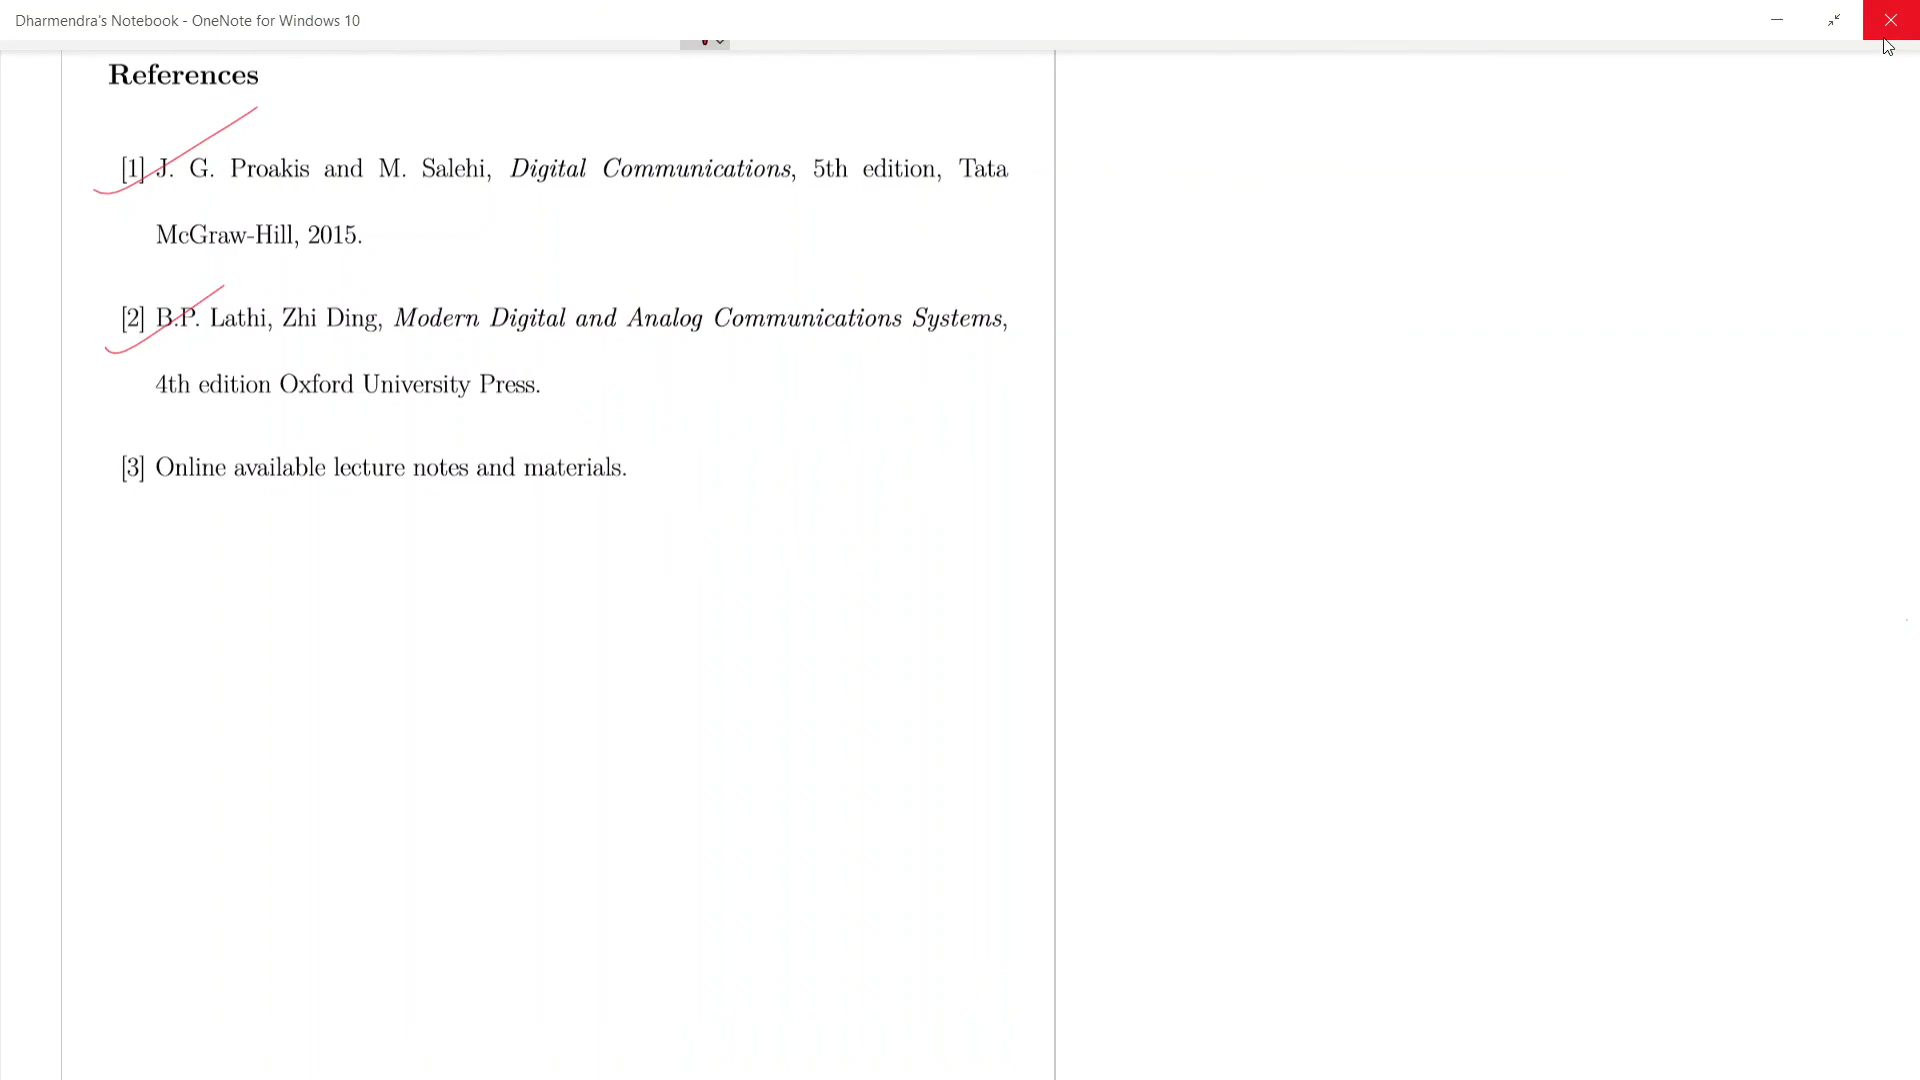 Dharmendra's Notebook - OneNote for Windows 10
References
[1] J. G. Proakis and M. Salehi, Digital Communications, 5th edition, Tata
McGraw-Hill, 2015.
[2] B.P. Lathi, Zhi Ding, Modern Digital and Analog Communications Systems,
4th edition Oxford University Press.
[3] Online available lecture notes and materials.